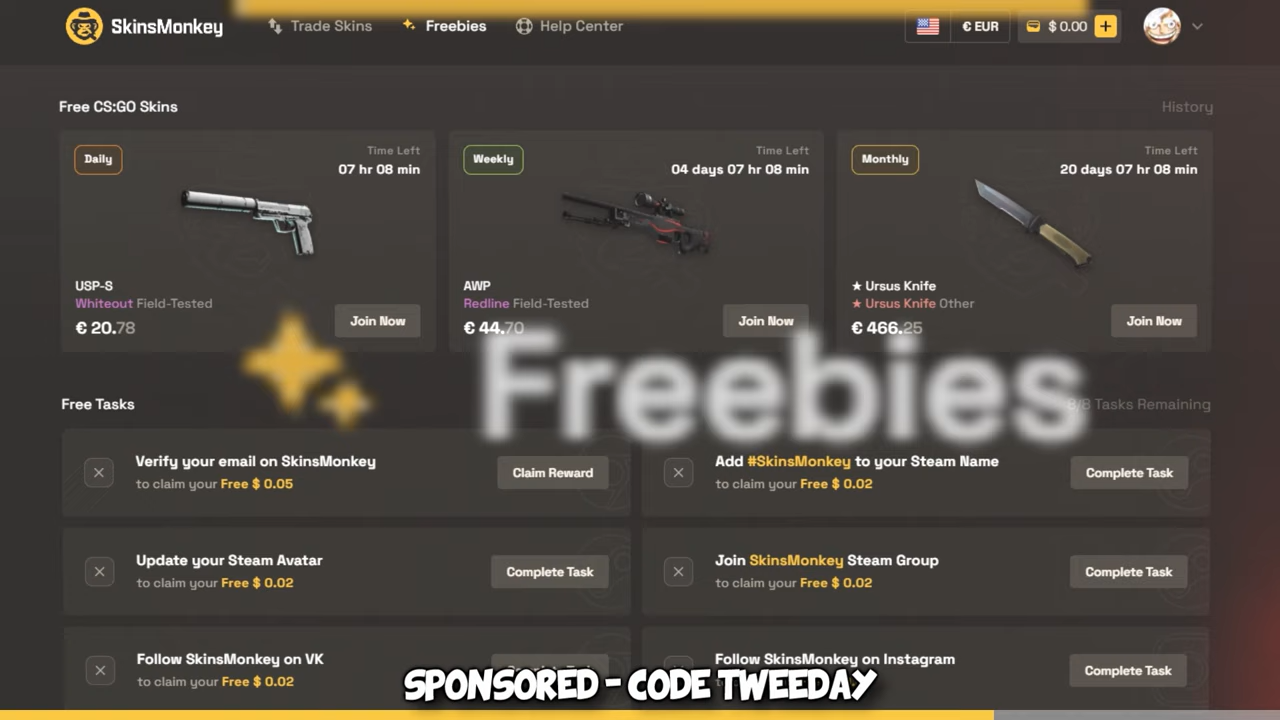 SkinsMonkey
Trade Skins
Freebies
Help Center
€ EUR
$ 0.00
Free CS:GO Skins
History
Daily
Time Left
07 hr 08 min
USP-S
Whiteout Field-Tested
€ 20.78
Join Now
Weekly
Time Left
04 days 07 hr 08 min
AWP
Redline Field-Tested
€ 44.70
Join Now
Monthly
Time Left
20 days 07 hr 08 min
★ Ursus Knife
★ Ursus Knife Other
€ 466.25
Join Now
Freebies
Free Tasks
8/8 Tasks Remaining
Verify your email on SkinsMonkey
to claim your Free $ 0.05
Claim Reward
Add #SkinsMonkey to your Steam Name
to claim your Free $ 0.02
Complete Task
Update your Steam Avatar
to claim your Free $ 0.02
Complete Task
Join SkinsMonkey Steam Group
to claim your Free $ 0.02
Complete Task
Follow SkinsMonkey on VK
to claim your Free $ 0.02
Follow SkinsMonkey on Instagram
to claim your Free $ 0.02
Complete Task
SPONSORED - CODE TWEEDAY